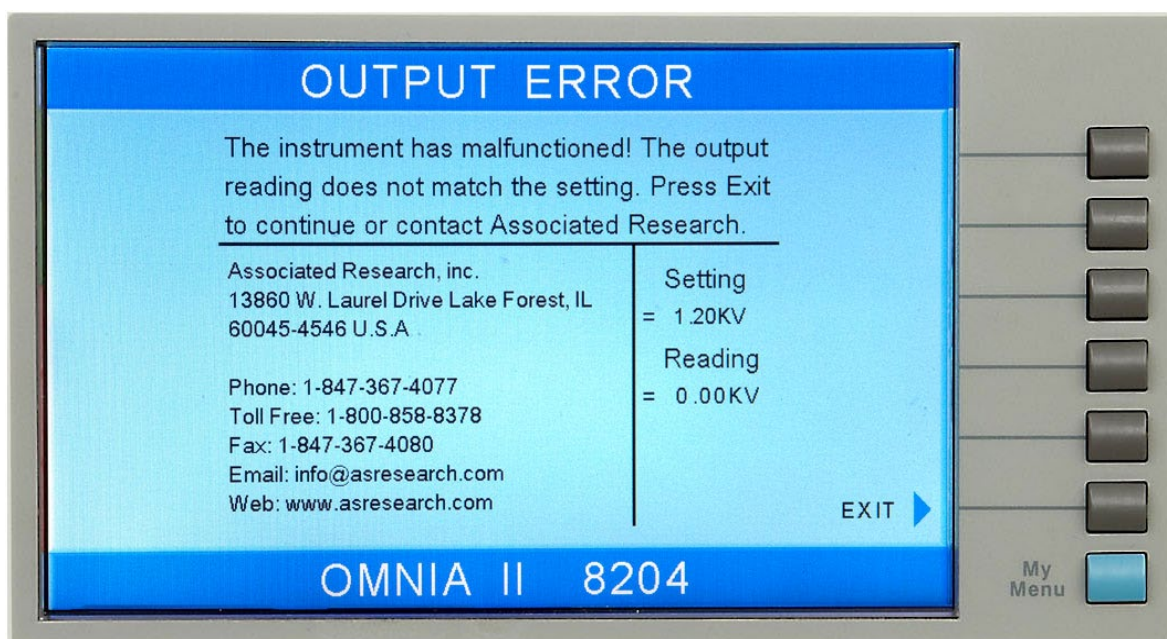 OUTPUT ERROR
The instrument has malfunctioned! The output
reading does not match the setting. Press Exit
to continue or contact Associated Research.
Associated Research, inc.
13860 W. Laurel Drive Lake Forest, IL
60045-4546 U.S.A
Phone: 1-847-367-4077
Toll Free: 1-800-858-8378
Fax: 1-847-367-4080
Email: info@asresearch.com
Web: www.asresearch.com
Setting
= 1.20KV
Reading
= 0.00KV
EXIT
OMNIA II 8204
My
Menu